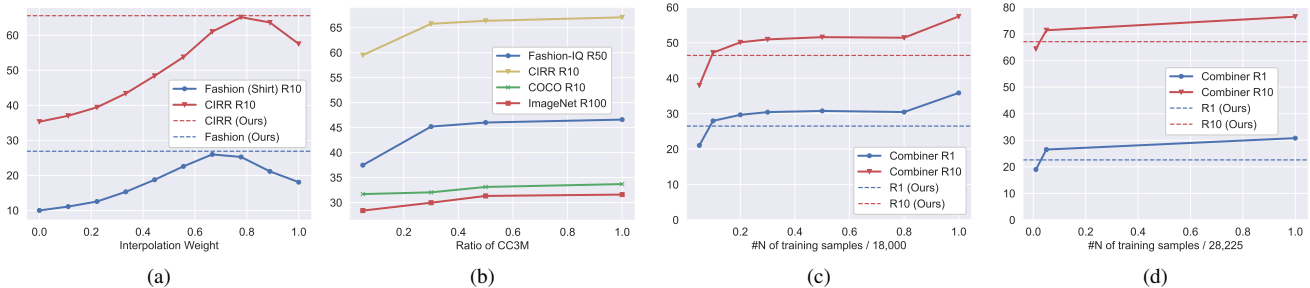 60
50
40
30
20
10
0.0 0.2 0.4 0.6 0.8 1.0
Interpolation Weight
Fashion (Shirt) R10
CIRR R10
CIRR (Ours)
Fashion (Ours)
(a)
65
60
55
50
45
40
35
30
0.2 0.4 0.6 0.8 1.0
Ratio of CC3M
Fashion-IQ R50
CIRR R10
COCO R10
ImageNet R100
(b)
60
50
40
30
20
10
0
0.2 0.4 0.6 0.8 1.0
#N of training samples / 18,000
Combiner R1
Combiner R10
R1 (Ours)
R10 (Ours)
(c)
80
70
60
50
40
30
20
10
0
0.0 0.2 0.4 0.6 0.8 1.0
#N of training samples / 28,225
Combiner R1
Combiner R10
R1 (Ours)
R10 (Ours)
(d)